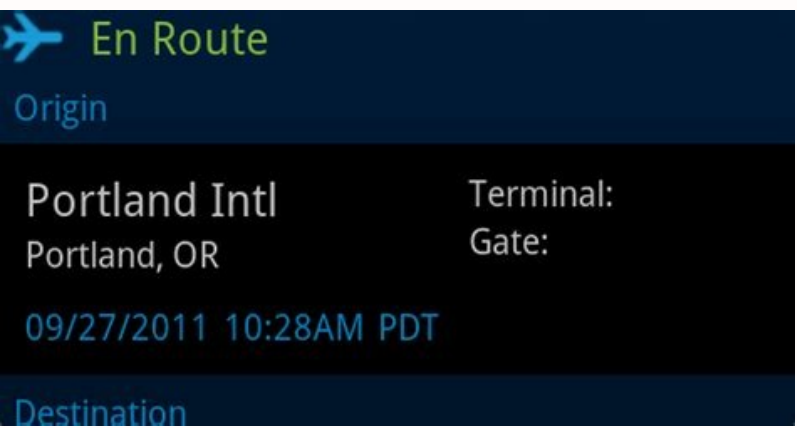 En Route
Origin
Portland Intl
Terminal:
Portland, OR
Gate:
09/27/2011 10:28AM PDT
Destination